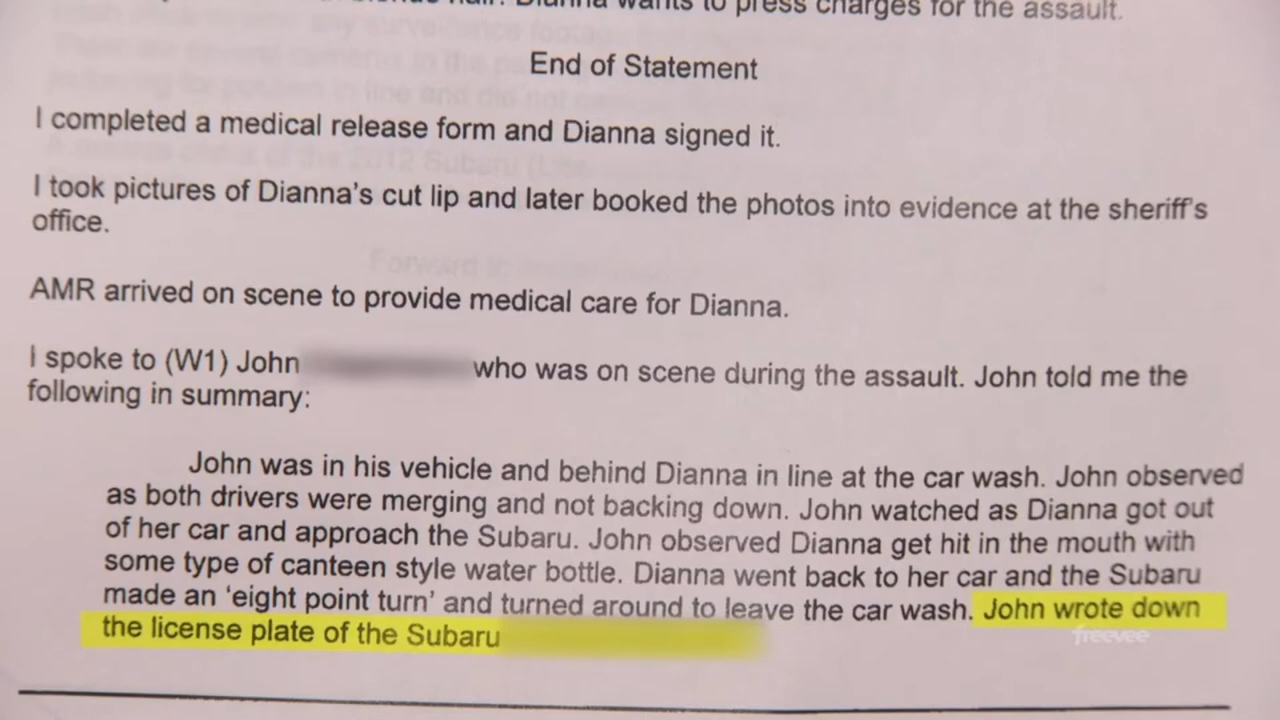 wants to press charges for the assault.
End of Statement
I completed a medical release form and Dianna signed it.
I took pictures of Dianna's cut lip and later booked the photos into evidence at the sheriff's
office.
AMR arrived on scene to provide medical care for Dianna.
I spoke to (W1) John who was on scene during the assault. John told me the
following in summary:
John was in his vehicle and behind Dianna in line at the car wash. John observed
as both drivers were merging and not backing down. John watched as Dianna got out
of her car and approach the Subaru. John observed Dianna get hit in the mouth with
some type of canteen style water bottle. Dianna went back to her car and the Subaru
made an 'eight point turn' and turned around to leave the car wash. John wrote down
the license plate of the Subaru
freevee